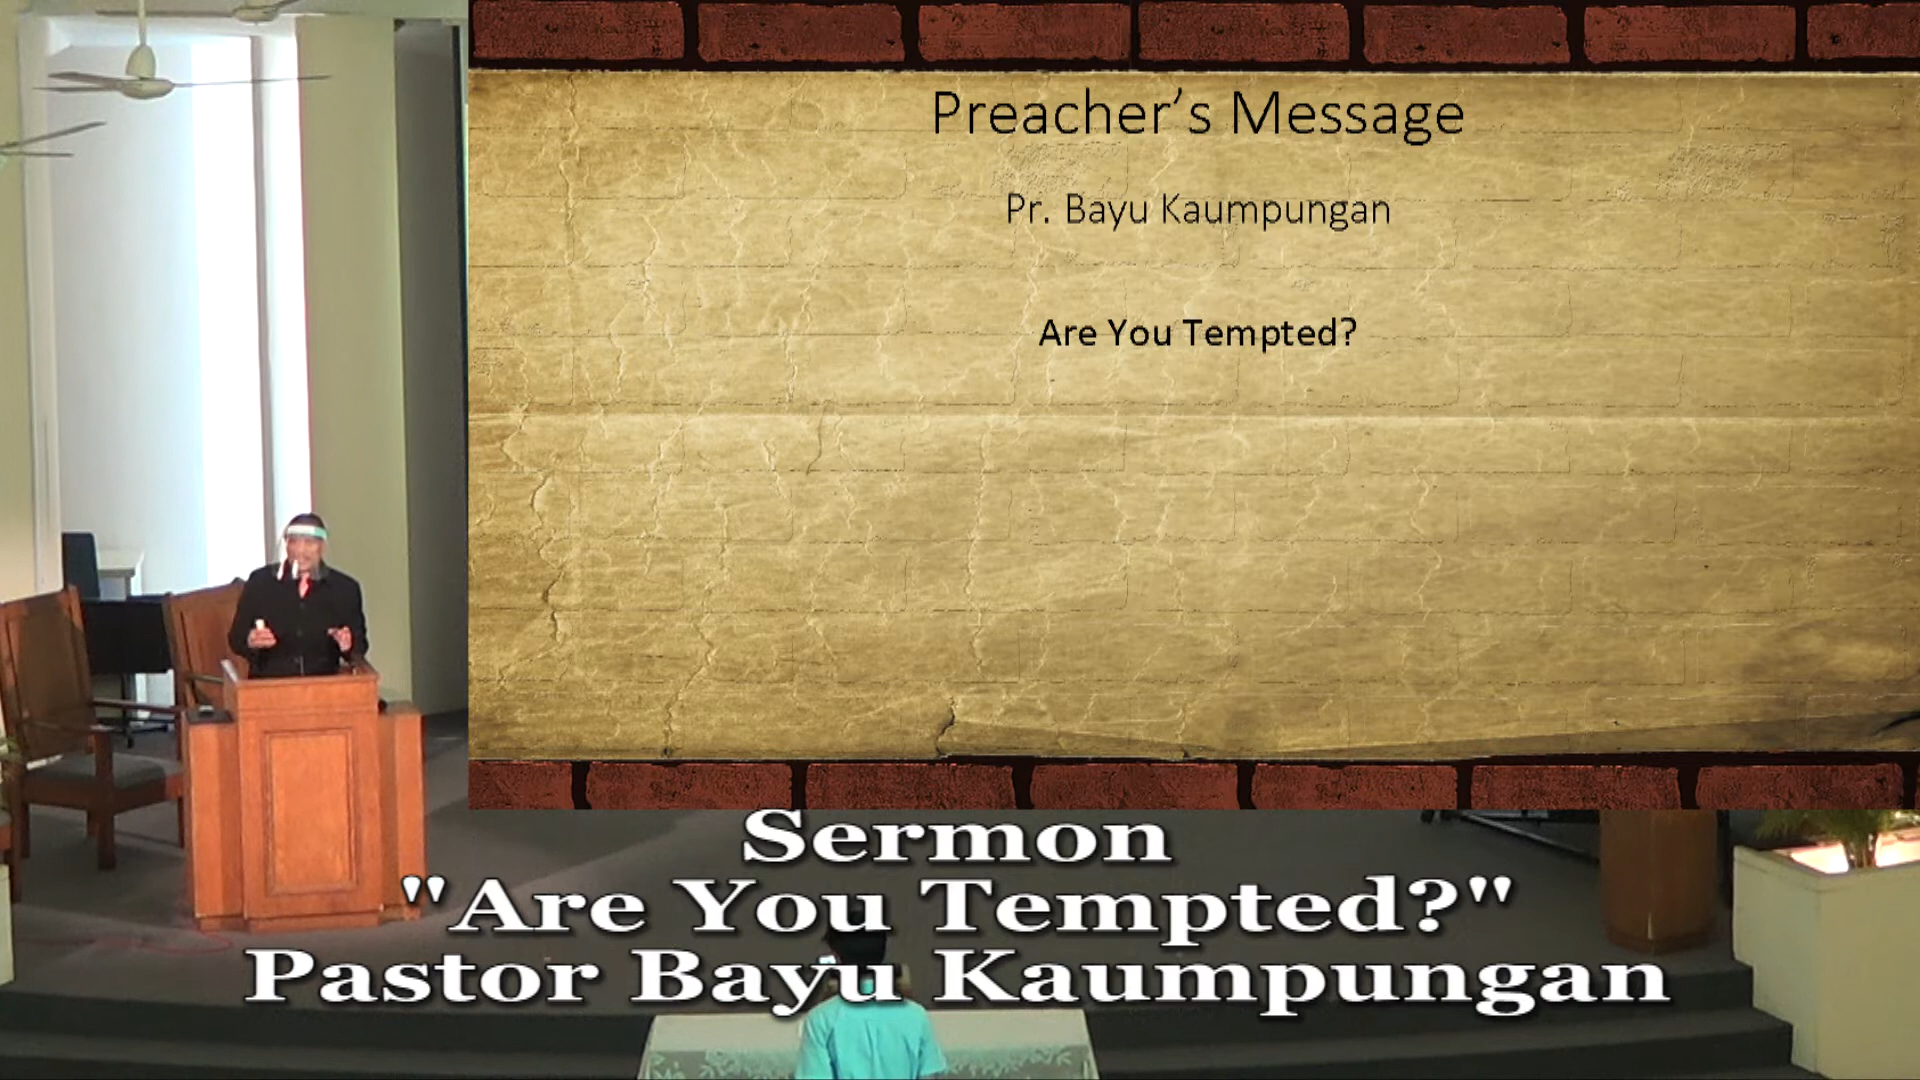 Preacher’s Message
Pr. Bayu Kaumpungan
Are You Tempted?
Sermon
"Are You Tempted?"
Pastor Bayu Kaumpungan